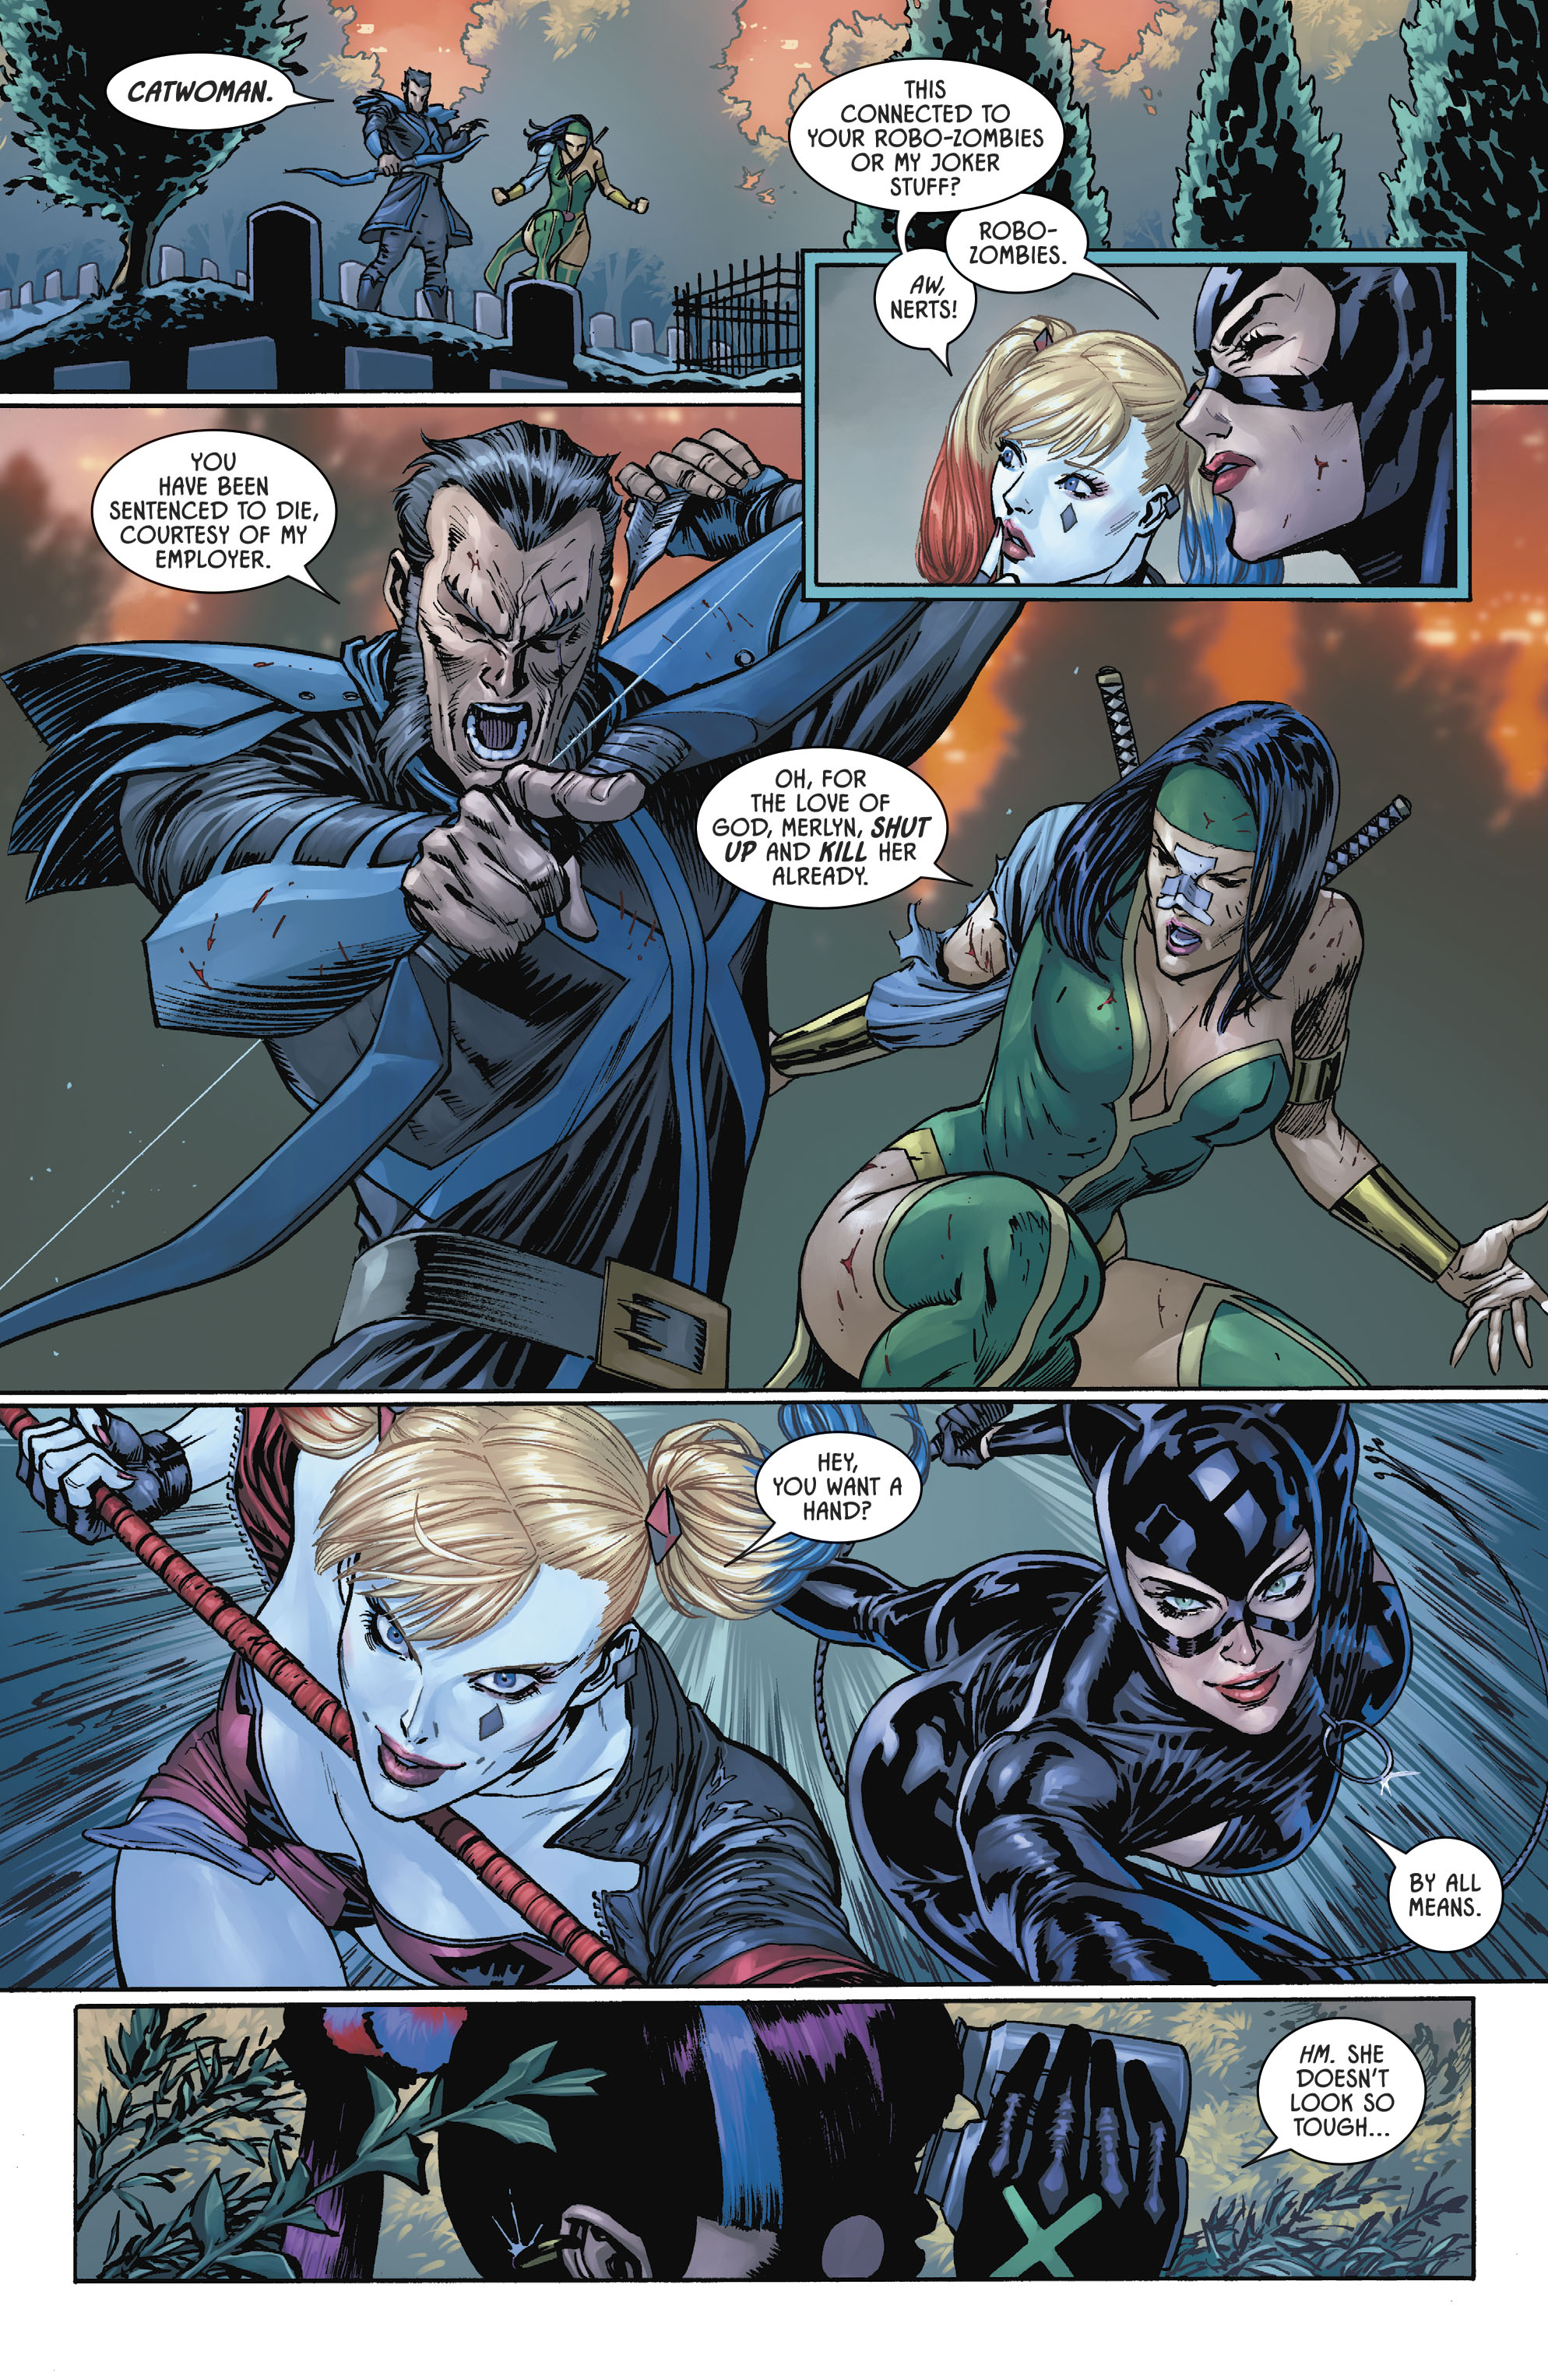 CATWOMAN.
THIS
CONNECTED TO
YOUR ROBO-ZOMBIES
OR MY JOKER
STUFF?
ROBO-
ZOMBIES.
AW,
NERTS!
YOU
HAVE BEEN
SENTENCED TO DIE,
COURTESY OF MY
EMPLOYER.
OH, FOR
THE LOVE OF
GOD, MERLYN, SHUT
UP AND KILL HER
ALREADY.
HEY,
YOU WANT A
HAND?
BY ALL
MEANS.
HM. SHE
DOESN'T
LOOK SO
TOUGH...